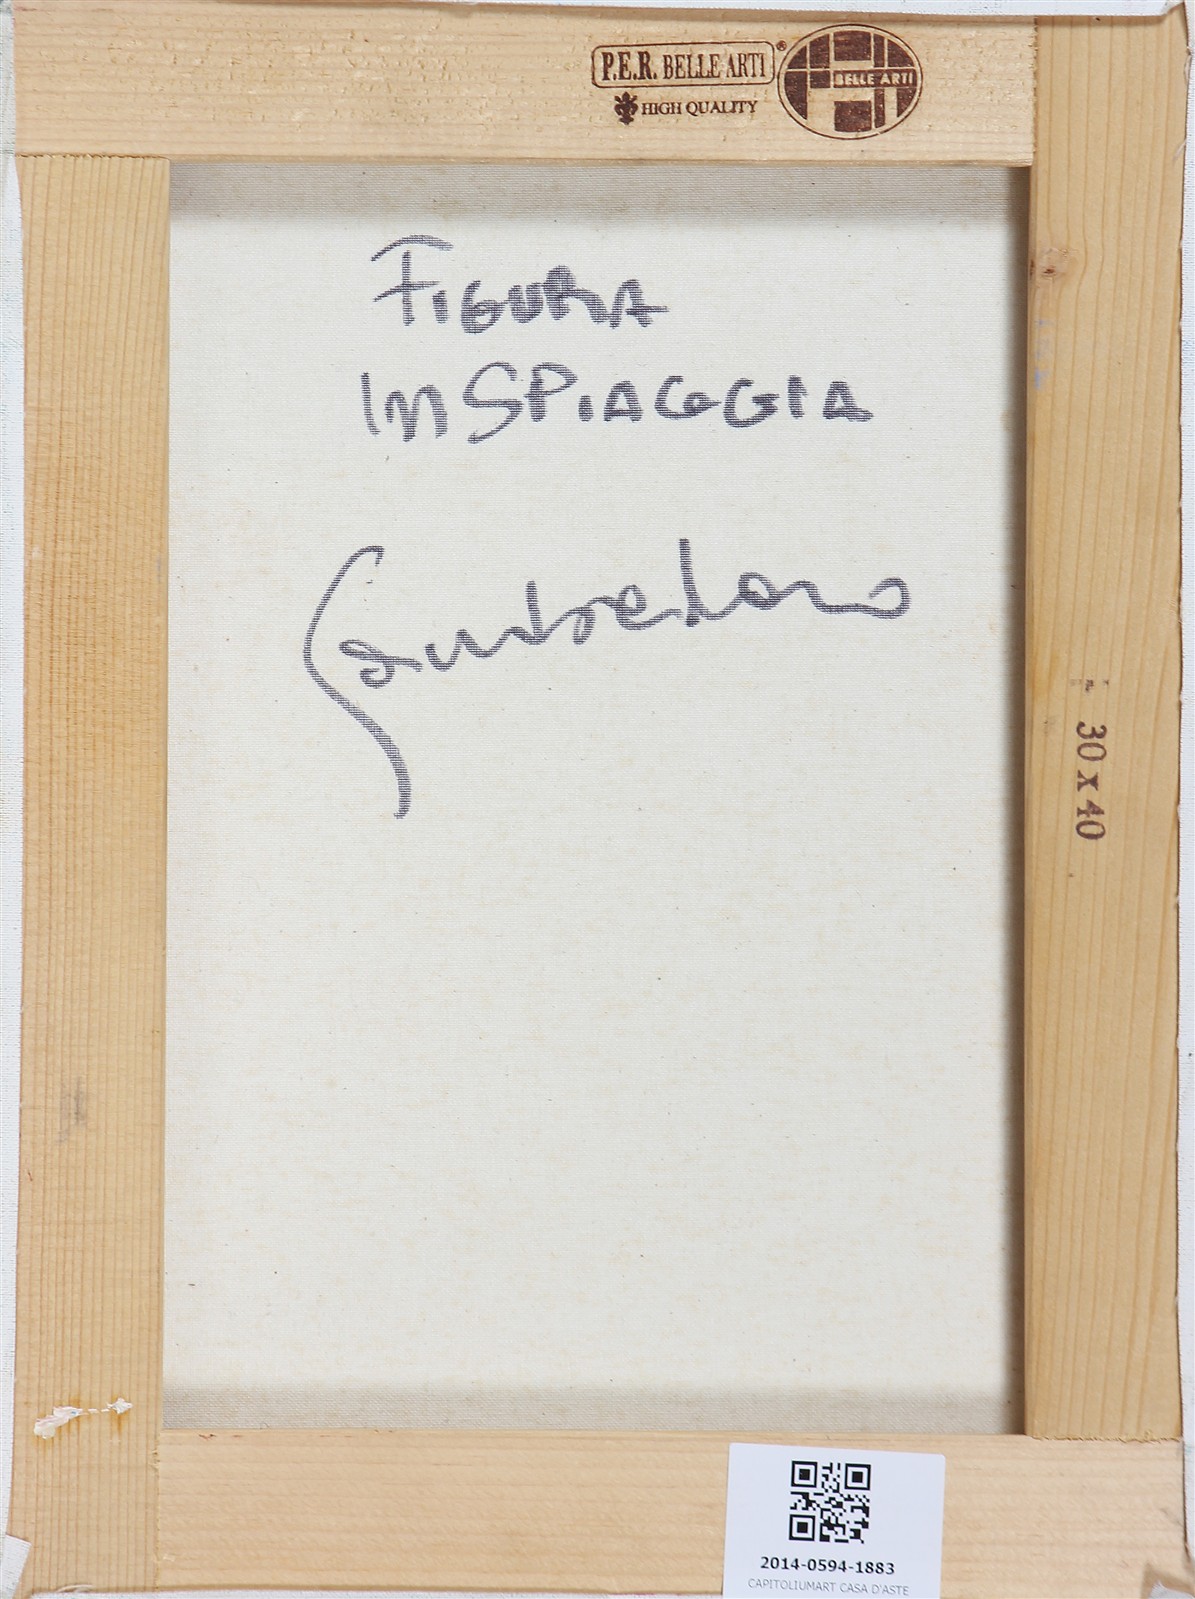 P.E.R. BELLE ARTI®
BELLE ARTI
HIGH QUALITY
FIGURA
IN SPIAGGIA
30 x 40
2014-0594-1883
CAPITOLIUMART CASA D'ASTE